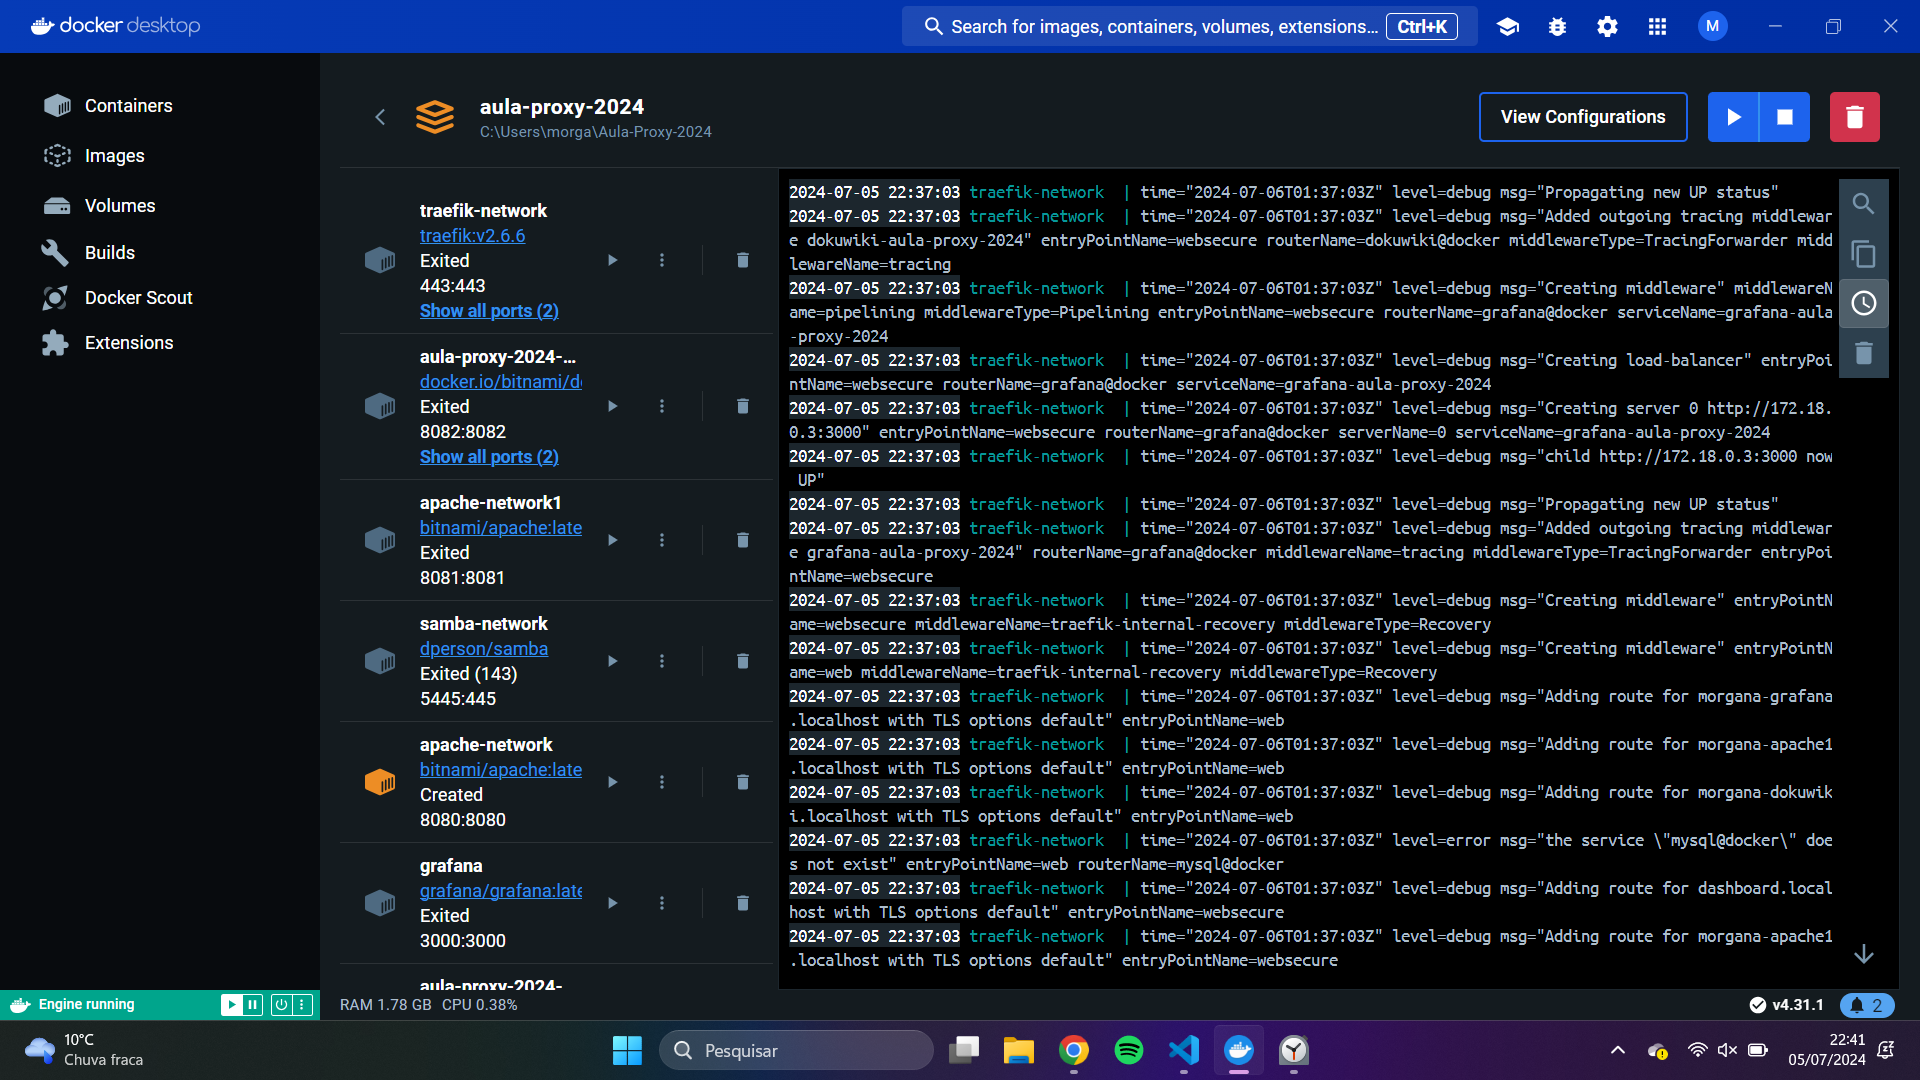 docker desktop
Search for images, containers, volumes, extensions... Ctrl+K
M
Containers
Images
Volumes
Builds
Docker Scout
Extensions
aula-proxy-2024
C:\Users\morga\Aula-Proxy-2024
View Configurations
traefik-network
traefik:v2.6.6
Exited
443:443
Show all ports (2)
aula-proxy-2024-...
docker.io/bitnami/do
Exited
8082:8082
Show all ports (2)
apache-network1
bitnami/apache:late
Exited
8081:8081
samba-network
dperson/samba
Exited (143)
5445:445
apache-network
bitnami/apache:late
Created
8080:8080
grafana
grafana/grafana:late
Exited
3000:3000
aula-proxy-2024-
2024-07-05 22:37:03 traefik-network | time="2024-07-06T01:37:03Z" level=debug msg="Propagating new UP status"
2024-07-05 22:37:03 traefik-network | time="2024-07-06T01:37:03Z" level=debug msg="Added outgoing tracing middlewar
e dokuwiki-aula-proxy-2024" entryPointName=websecure routerName=dokuwiki@docker middlewareType=TracingForwarder midd
lewareName=tracing
2024-07-05 22:37:03 traefik-network | time="2024-07-06T01:37:03Z" level=debug msg="Creating middleware" middlewareN
ame=pipelining middlewareType=Pipelining entryPointName=websecure routerName=grafana@docker serviceName=grafana-aula
-proxy-2024
2024-07-05 22:37:03 traefik-network | time="2024-07-06T01:37:03Z" level=debug msg="Creating load-balancer" entryPoi
ntName=websecure routerName=grafana@docker serviceName=grafana-aula-proxy-2024
2024-07-05 22:37:03 traefik-network | time="2024-07-06T01:37:03Z" level=debug msg="Creating server 0 http://172.18.
0.3:3000" entryPointName=websecure routerName=grafana@docker serverName=0 serviceName=grafana-aula-proxy-2024
2024-07-05 22:37:03 traefik-network | time="2024-07-06T01:37:03Z" level=debug msg="child http://172.18.0.3:3000 now
UP"
2024-07-05 22:37:03 traefik-network | time="2024-07-06T01:37:03Z" level=debug msg="Propagating new UP status"
2024-07-05 22:37:03 traefik-network | time="2024-07-06T01:37:03Z" level=debug msg="Added outgoing tracing middlewar
e grafana-aula-proxy-2024" routerName=grafana@docker middlewareName=tracing middlewareType=TracingForwarder entryPoi
ntName=websecure
2024-07-05 22:37:03 traefik-network | time="2024-07-06T01:37:03Z" level=debug msg="Creating middleware" entryPointN
ame=websecure middlewareName=traefik-internal-recovery middlewareType=Recovery
2024-07-05 22:37:03 traefik-network | time="2024-07-06T01:37:03Z" level=debug msg="Creating middleware" entryPointN
ame=web middlewareName=traefik-internal-recovery middlewareType=Recovery
2024-07-05 22:37:03 traefik-network | time="2024-07-06T01:37:03Z" level=debug msg="Adding route for morgana-grafana
.localhost with TLS options default" entryPointName=web
2024-07-05 22:37:03 traefik-network | time="2024-07-06T01:37:03Z" level=debug msg="Adding route for morgana-apache1
.localhost with TLS options default" entryPointName=web
2024-07-05 22:37:03 traefik-network | time="2024-07-06T01:37:03Z" level=debug msg="Adding route for morgana-dokuwik
i.localhost with TLS options default" entryPointName=web
2024-07-05 22:37:03 traefik-network | time="2024-07-06T01:37:03Z" level=error msg="the service \"mysql@docker\" doe
s not exist" entryPointName=web routerName=mysql@docker
2024-07-05 22:37:03 traefik-network | time="2024-07-06T01:37:03Z" level=debug msg="Adding route for dashboard.local
host with TLS options default" entryPointName=websecure
2024-07-05 22:37:03 traefik-network | time="2024-07-06T01:37:03Z" level=debug msg="Adding route for morgana-apache1
.localhost with TLS options default" entryPointName=websecure
Engine running
RAM 1.78 GB CPU 0.38%
v4.31.1
2
10°C
Chuva fraca
Pesquisar
22:41
05/07/2024